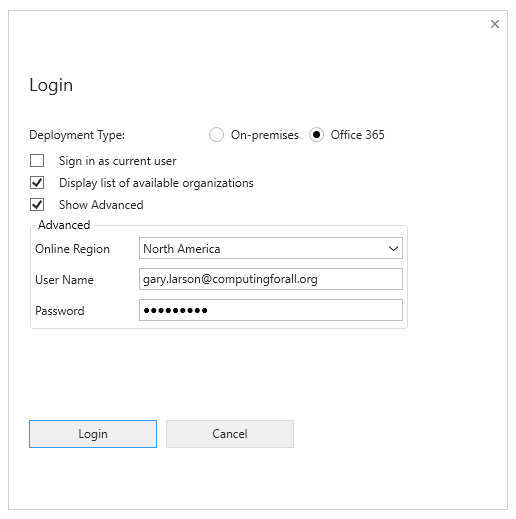 Login
Deployment Type: On-premises Office 365
Sign in as current user
Display list of available organizations
Show Advanced
Advanced
Online Region North America
User Name gary.larson@computingforall.org
Password ●●●●●●●●●
Login Cancel